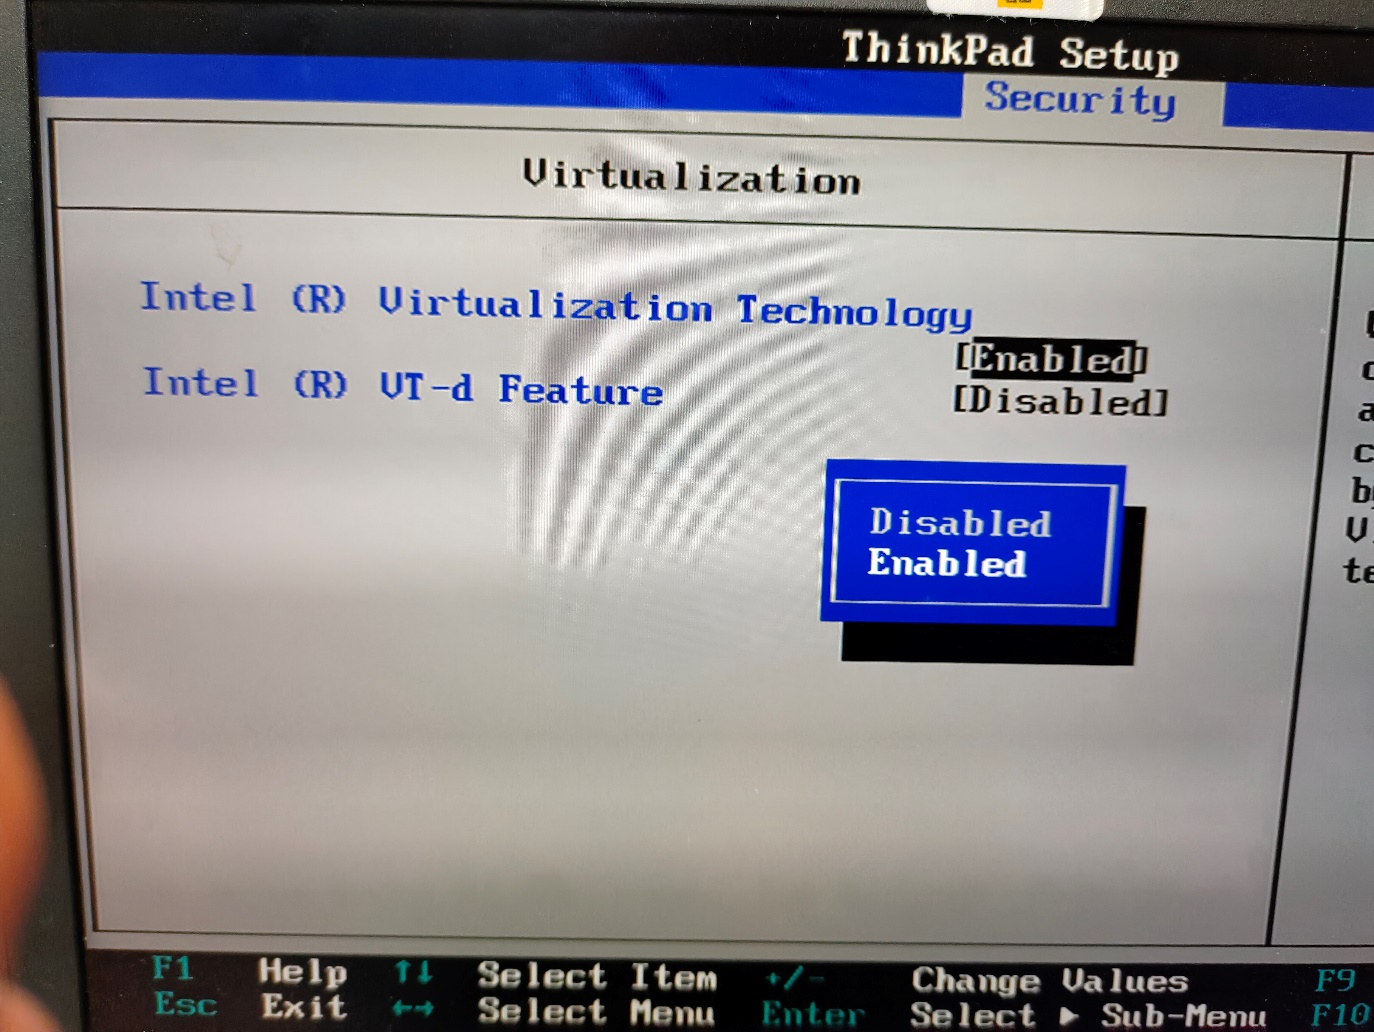 ThinkPad Setup
Security
Virtualization
Intel (R) Virtualization Technology
[Enabled]
Intel (R) VT-d Feature [Disabled]
Disabled
Enabled
F1 Help ↑↓ Select Item +/- Change Values F9
Esc Exit ←→ Select Menu Enter Select ▶ Sub-Menu F10